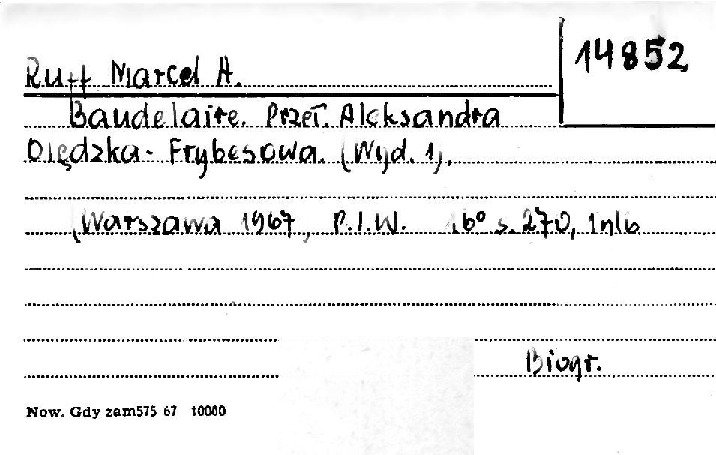 14852
Ruff Marcel A.
Baudelaire. Przeł. Aleksandra
Olędzka-Frybesowa. (Wyd. 1).
(Warszawa 1967, P.I.W. 16° s. 270, 1nlb
Biogr.
Now. Gdy zam575 67 10000